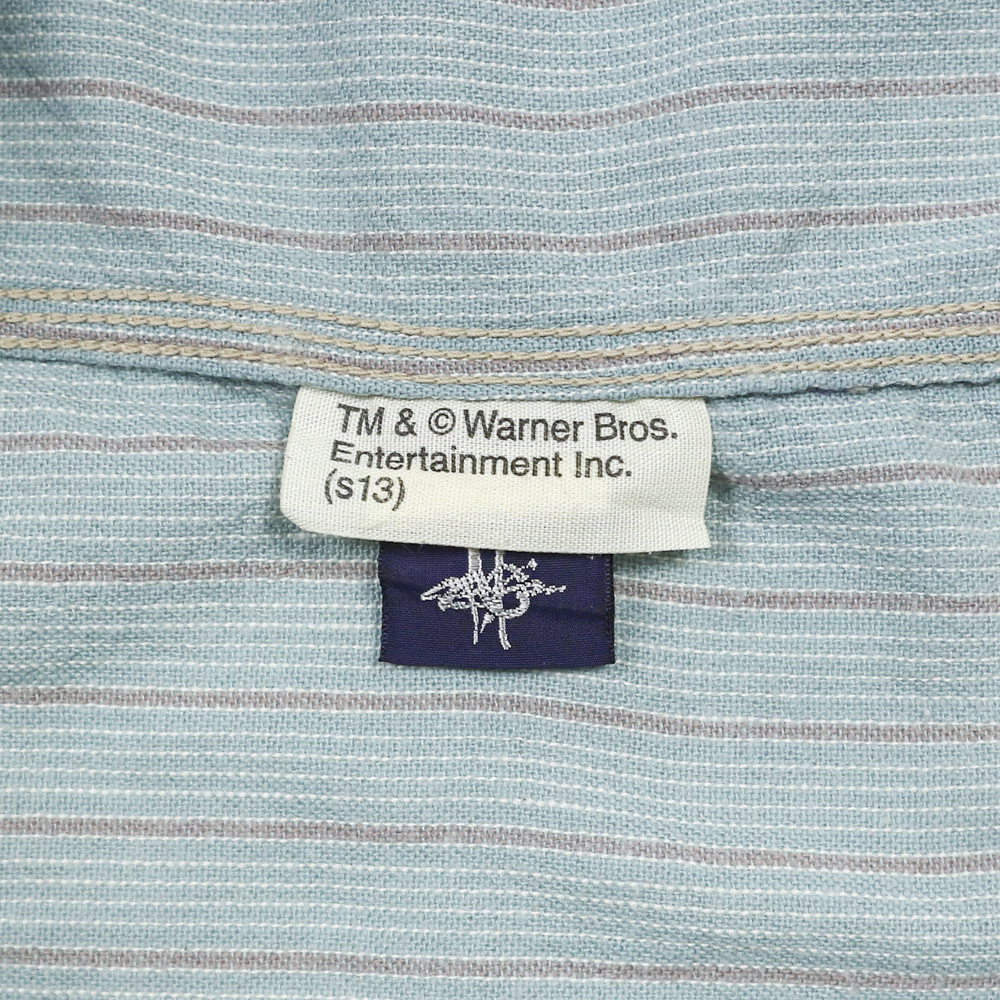 TM & © Warner Bros.
Entertainment Inc.
(s13)